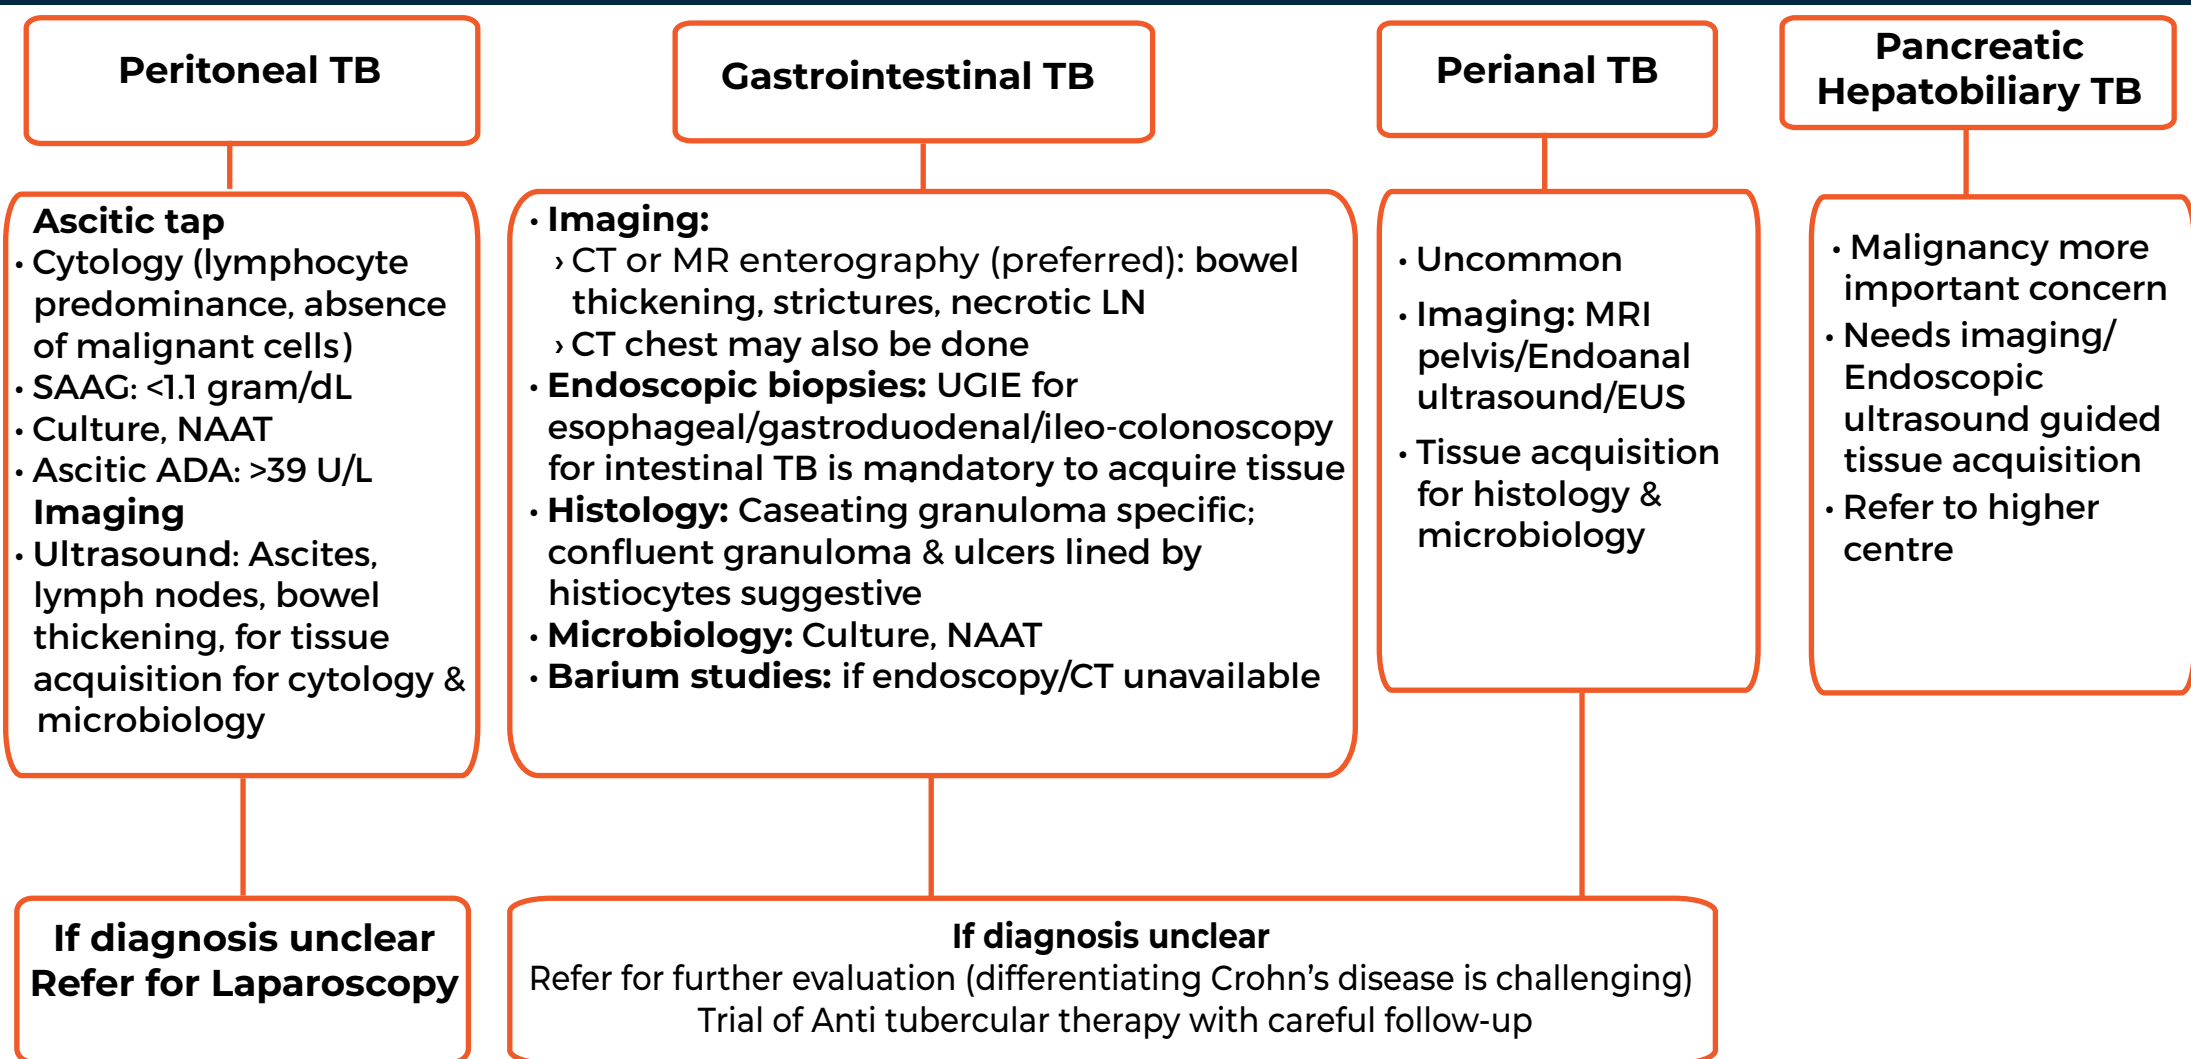 Peritoneal TB
Ascitic tap
• Cytology (lymphocyte
predominance, absence
of malignant cells)
• SAAG: <1.1 gram/dL
• Culture, NAAT
• Ascitic ADA: >39 U/L
Imaging
• Ultrasound: Ascites,
lymph nodes, bowel
thickening, for tissue
acquisition for cytology &
microbiology
If diagnosis unclear
Refer for Laparoscopy
Gastrointestinal TB
• Imaging:
› CT or MR enterography (preferred): bowel
thickening, strictures, necrotic LN
› CT chest may also be done
• Endoscopic biopsies: UGIE for
esophageal/gastroduodenal/ileo-colonoscopy
for intestinal TB is mandatory to acquire tissue
• Histology: Caseating granuloma specific;
confluent granuloma & ulcers lined by
histiocytes suggestive
• Microbiology: Culture, NAAT
• Barium studies: if endoscopy/CT unavailable
Perianal TB
• Uncommon
• Imaging: MRI
pelvis/Endoanal
ultrasound/EUS
• Tissue acquisition
for histology &
microbiology
If diagnosis unclear
Refer for further evaluation (differentiating Crohn's disease is challenging)
Trial of Anti tubercular therapy with careful follow-up
Pancreatic
Hepatobiliary TB
• Malignancy more
important concern
• Needs imaging/
Endoscopic
ultrasound guided
tissue acquisition
• Refer to higher
centre